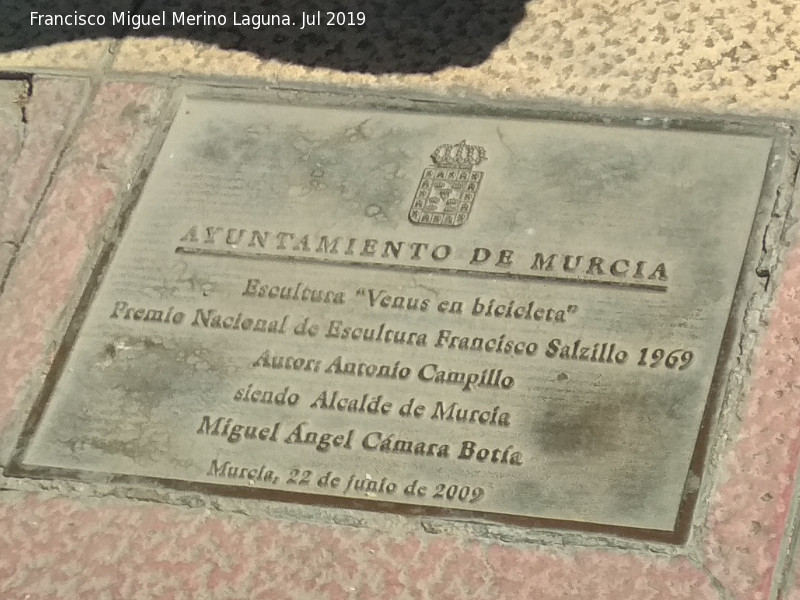 Francisco Miguel Merino Laguna. Jul 2019
AYUNTAMIENTO DE MURCIA
Escultura "Venus en bicicleta"
Premio Nacional de Escultura Francisco Salzillo 1969
Autor: Antonio Campillo
siendo Alcalde de Murcia
Miguel Ángel Cámara Botía
Murcia, 22 de junio de 2009